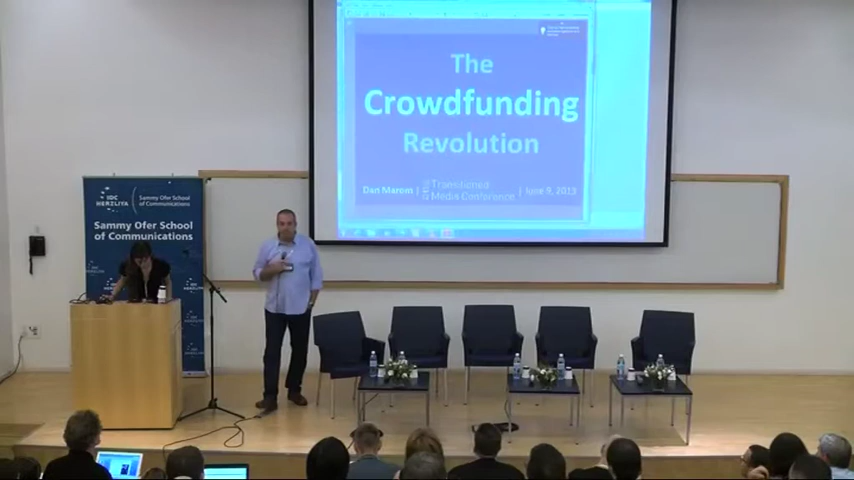 The
Crowdfunding
Revolution
Dan Marom | Transitioned Media Conference | June 9, 2013
IDC
HERZLIYA
Sammy Ofer School
of Communications
Sammy Ofer School
of Communications